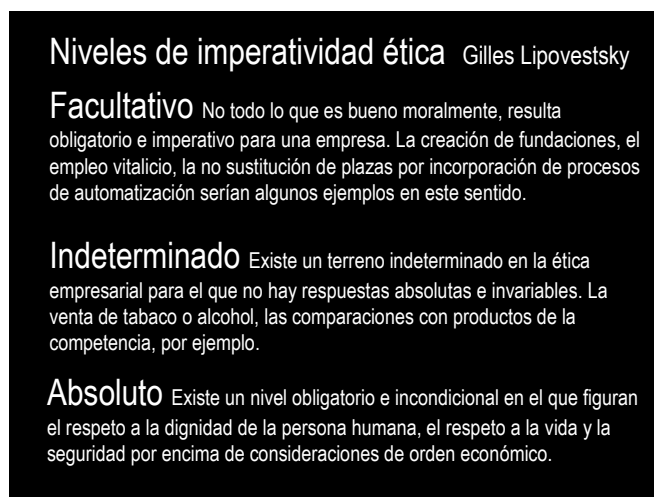 Niveles de imperatividad ética Gilles Lipovestsky
Facultativo No todo lo que es bueno moralmente, resulta
obligatorio e imperativo para una empresa. La creación de fundaciones, el
empleo vitalicio, la no sustitución de plazas por incorporación de procesos
de automatización serían algunos ejemplos en este sentido.
Indeterminado Existe un terreno indeterminado en la ética
empresarial para el que no hay respuestas absolutas e invariables. La
venta de tabaco o alcohol, las comparaciones con productos de la
competencia, por ejemplo.
Absoluto Existe un nivel obligatorio e incondicional en el que figuran
el respeto a la dignidad de la persona humana, el respeto a la vida y la
seguridad por encima de consideraciones de orden económico.